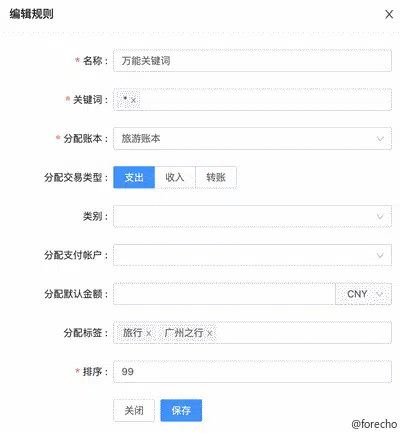 编辑规则
* 名称： 万能关键词
* 关键词： *
* 分配账本： 旅游账本
分配交易类型： 支出 收入 转账
类别：
分配支付帐户：
分配默认金额： CNY
分配标签： 旅行 广州之行
* 排序： 99
关闭 保存
@forecho